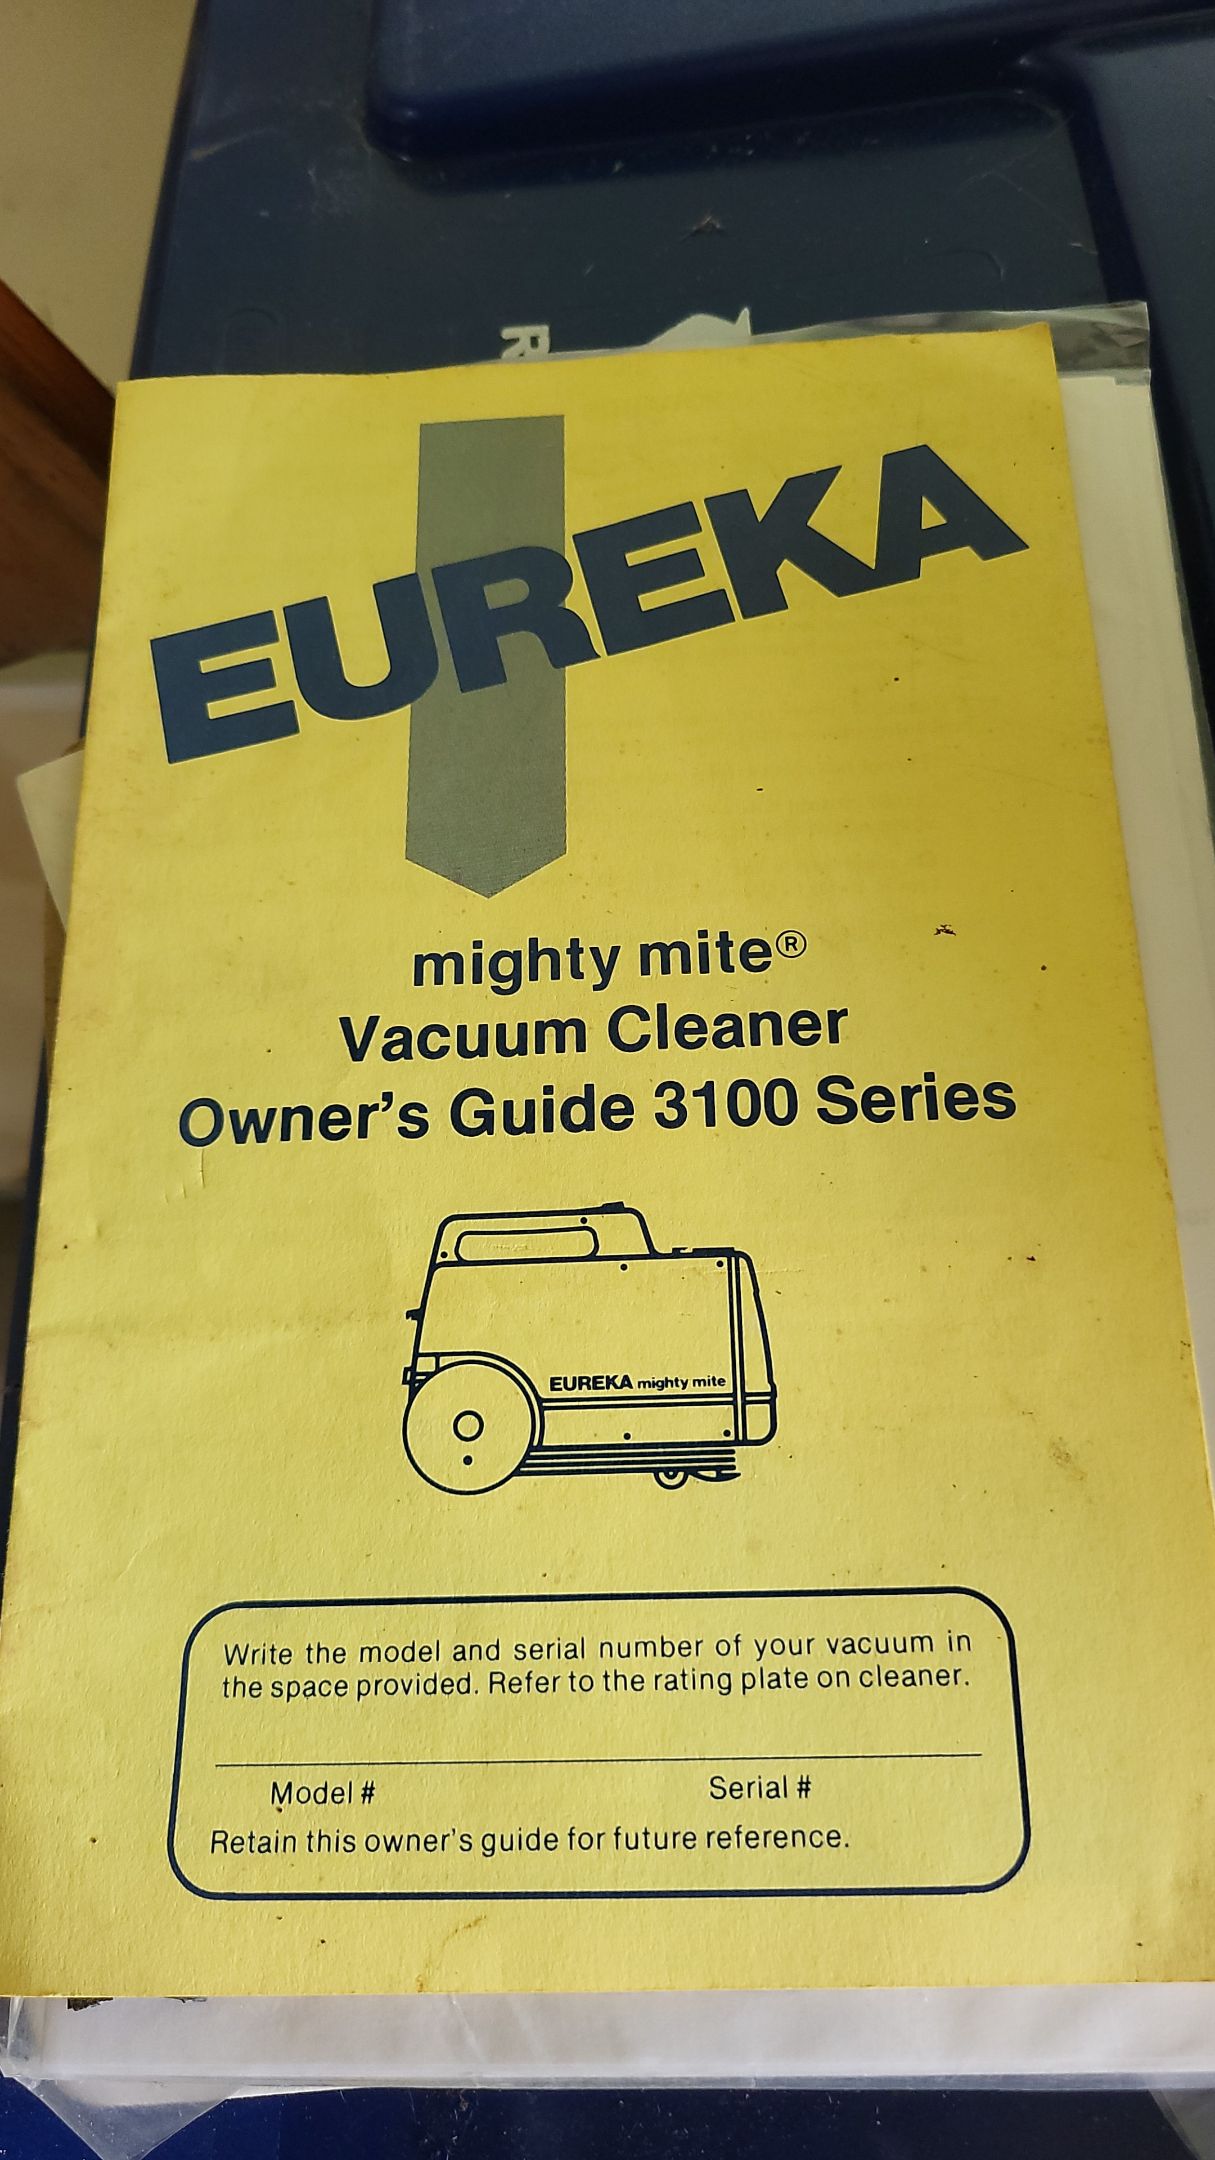 R
EUREKA
mighty mite®
Vacuum Cleaner
Owner's Guide 3100 Series
EUREKA mighty mite
Write the model and serial number of your vacuum in
the space provided. Refer to the rating plate on cleaner.
Model # Serial #
Retain this owner's guide for future reference.